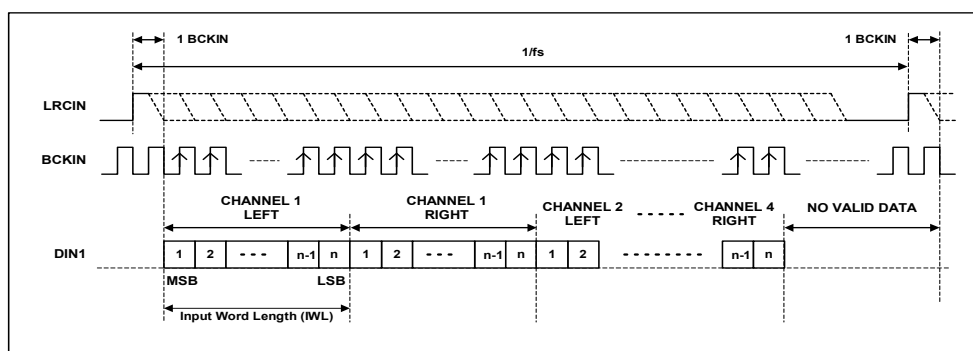 1 BCKIN
1 BCKIN
1/fs
LRCIN
BCKIN
CHANNEL 1
LEFT
CHANNEL 1
RIGHT
CHANNEL 2
LEFT
CHANNEL 4
RIGHT
NO VALID DATA
DIN1
1 2 n-1 n 1 2 n-1 n 1 2 n-1 n
MSB
LSB
Input Word Length (IWL)